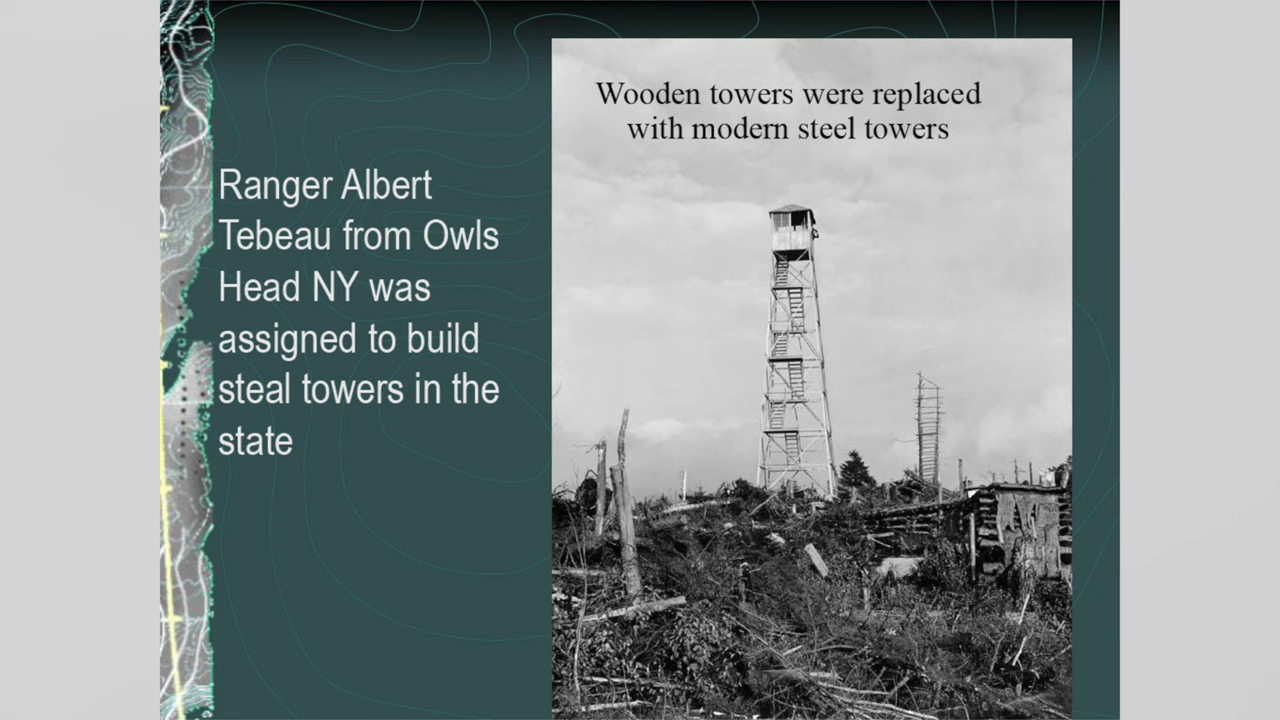 Wooden towers were replaced
with modern steel towers
Ranger Albert
Tebeau from Owls
Head NY was
assigned to build
steal towers in the
state